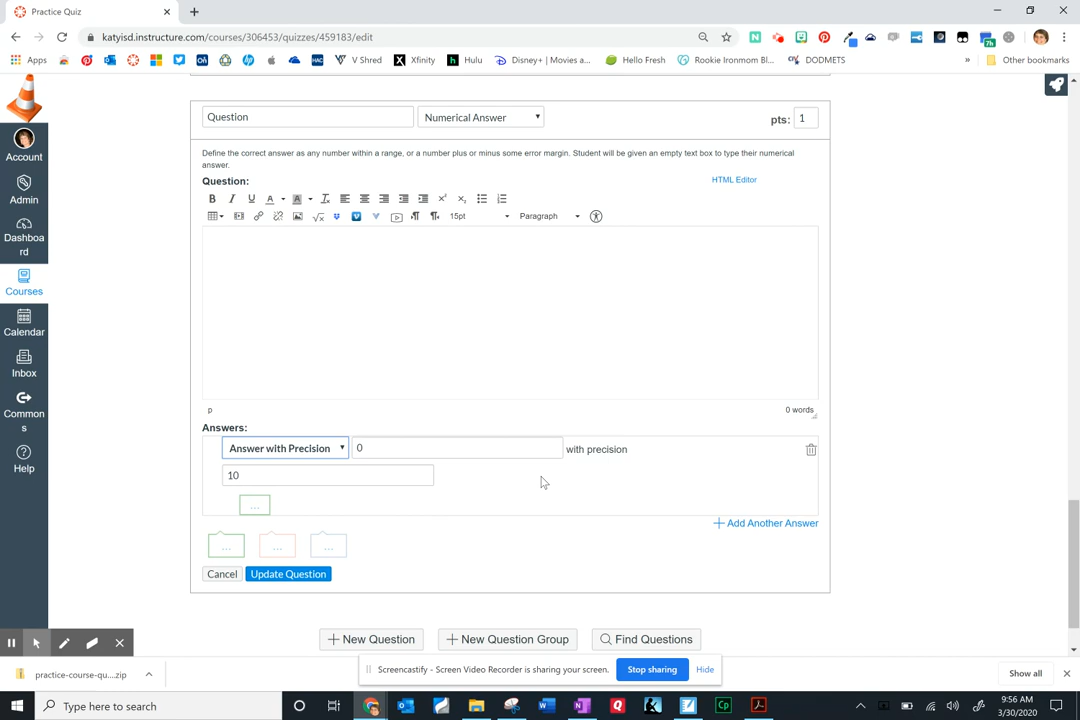 Practice Quiz
katyisd.instructure.com/courses/306453/quizzes/459183/edit
7h
Apps
HAC
V Shred
Xfinity
Hulu
Disney+ | Movies a...
Hello Fresh
Rookie Ironmom Bl...
DODMETS
»
Other bookmarks
Question
Numerical Answer
pts:
1
Define the correct answer as any number within a range, or a number plus or minus some error margin. Student will be given an empty text box to type their numerical
answer.
Question:
HTML Editor
15pt
Paragraph
p
0 words
Answers:
Answer with Precision
0
with precision
10
...
+ Add Another Answer
...
...
...
Cancel
Update Question
+ New Question
+ New Question Group
Find Questions
Account
Admin
Dashboa
rd
Courses
Calendar
Inbox
Common
s
Help
Screencastify - Screen Video Recorder is sharing your screen.
Stop sharing
Hide
practice-course-qu....zip
Show all
Type here to search
9:56 AM
3/30/2020